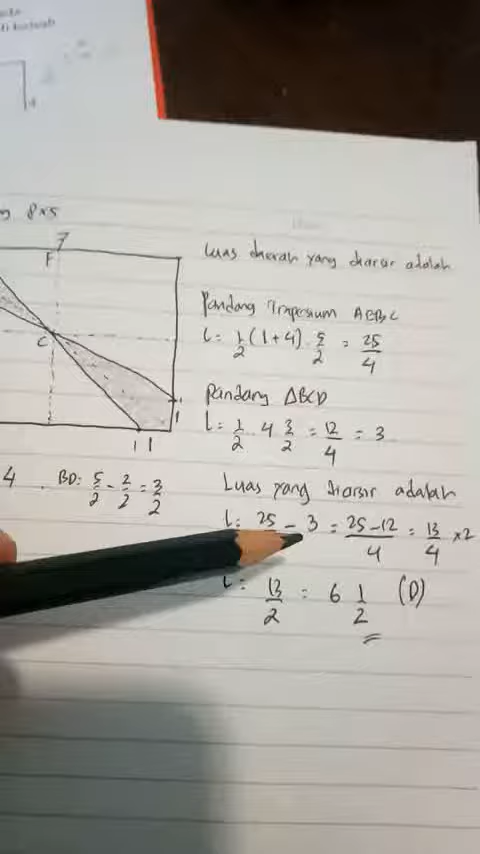 8×5
F
Luas daerah yang diarsir adalah
Pandang Trapesium AEBC
L = 1/2 (1+4) . 5/2 = 25/4
C
Pandang ΔBCD
L = 1/2 . 4 3/2 = 12/4 = 3
1
1 1
4 . BD: 5/2 - 2/2 = 3/2
Luas yang diarsir adalah
L: 25 - 3 = 25-12/4 = 13/4 ×2
L = 13/2 = 6 1/2 (D)